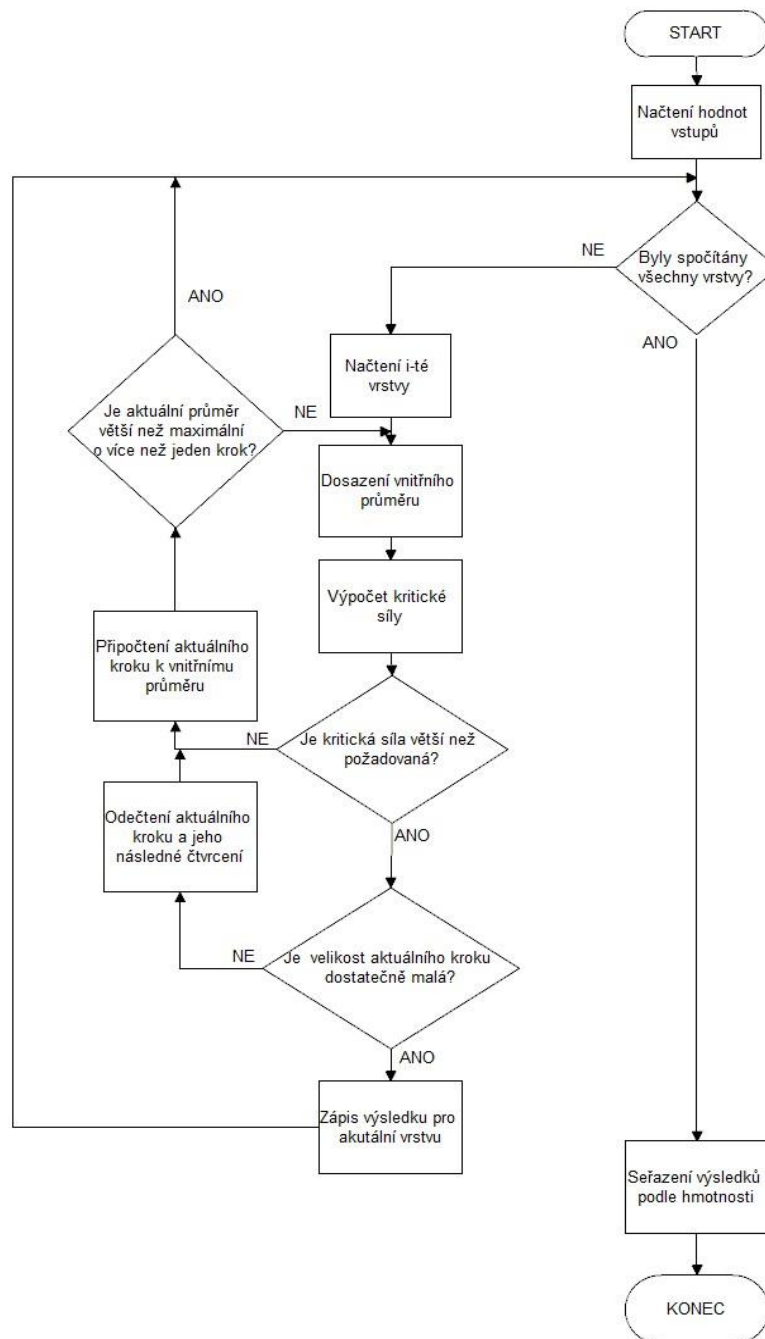 START
Načtení hodnot
vstupů
Byly spočítány
všechny vrstvy?
NE
ANO
Načtení i-té
vrstvy
ANO
Je aktuální průměr
větší než maximální
o více než jeden krok?
NE
Dosazení vnitřního
průměru
Výpočet kritické
síly
Připočtení aktuálního
kroku k vnitřnímu
průměru
Je kritická síla větší než
požadovaná?
NE
ANO
Odečtení aktuálního
kroku a jeho
následné čtvrcení
Je velikost aktuálního kroku
dostatečně malá?
NE
ANO
Zápis výsledku pro
akutální vrstvu
Seřazení výsledků
podle hmotnosti
KONEC